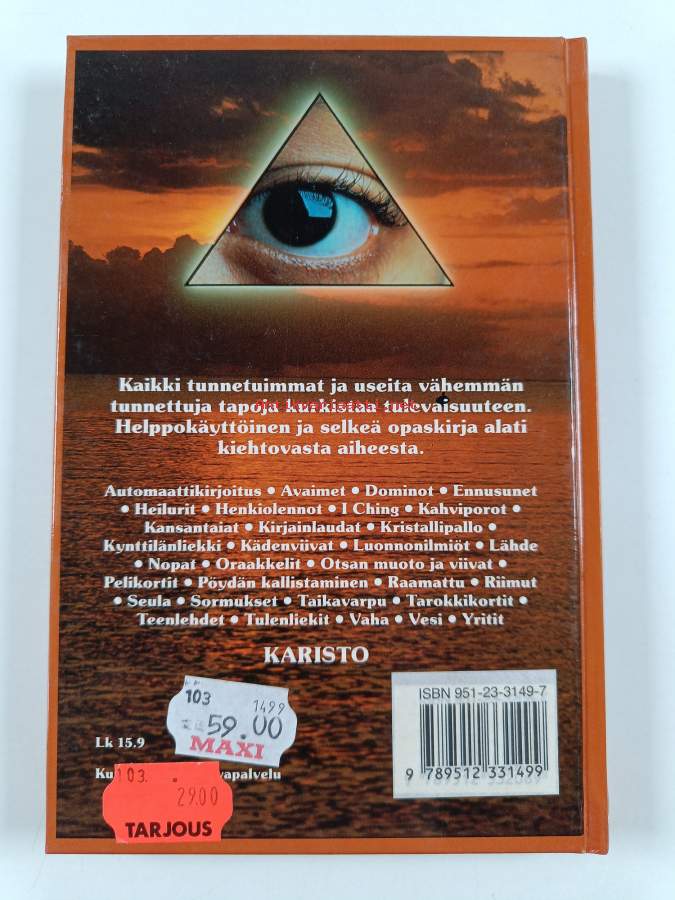 Kaikki tunnetuimmat ja useita vähemmän
tunnettuja tapoja kurkistaa tulevaisuuteen.
Helppokäyttöinen ja selkeä opaskirja alati
kiehtovasta aiheesta.
Automaattikirjoitus • Avaimet • Dominot • Ennusunet
• Heilurit • Henkiolennot • I Ching • Kahviporot •
Kansantaiat • Kirjainlaudat • Kristallipallo •
Kynttilänliekki • Kädenviivat • Luonnonilmiöt • Lähde
• Nopat • Oraakkelit • Otsan muoto ja viivat •
Pelikortit • Pöydän kallistaminen • Raamattu • Riimut
• Seula • Sormukset • Taikavarpu • Tarokkikortit •
Teenlehdet • Tulenliekit • Vaha • Vesi • Yritit
KARISTO
ISBN 951-23-3149-7
9 789512 331499
103 1499
59.00
MAXI
Lk 15.9
103.
29.00
TARJOUS